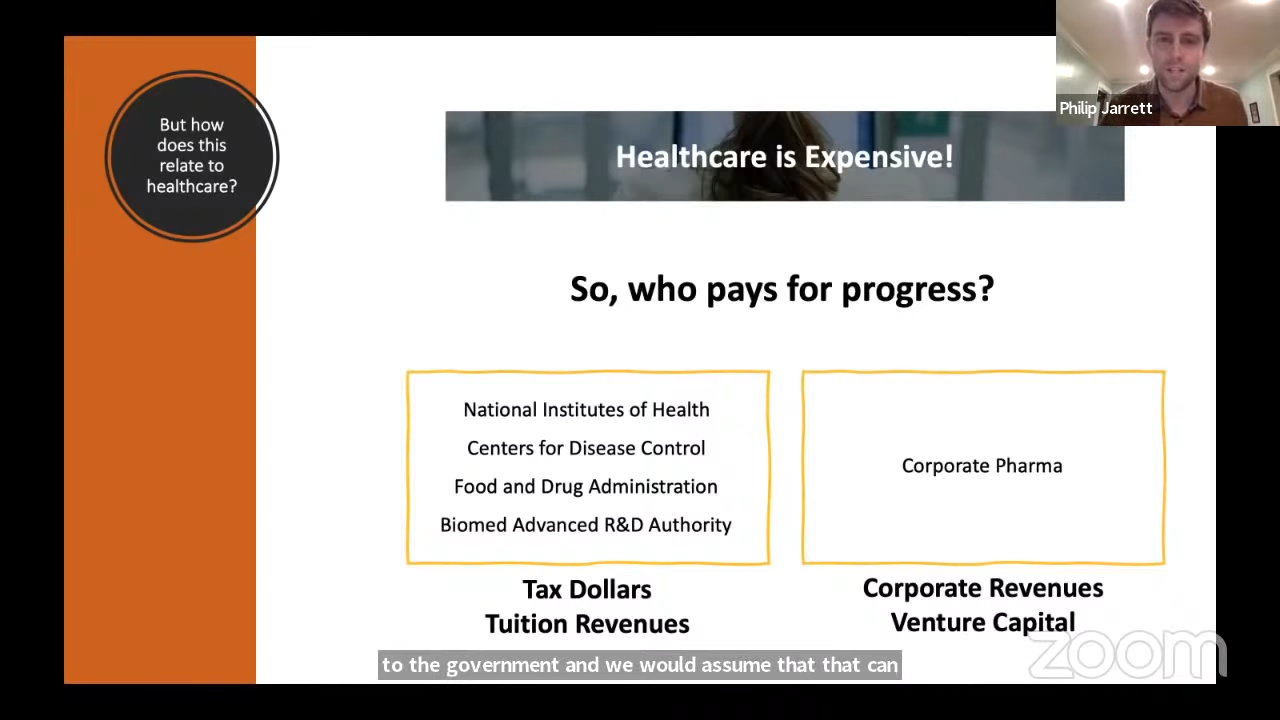 But how
does this
relate to
healthcare?
Philip Jarrett
Healthcare is Expensive!
So, who pays for progress?
National Institutes of Health
Centers for Disease Control
Food and Drug Administration
Biomed Advanced R&D Authority
Corporate Pharma
Tax Dollars
Tuition Revenues
Corporate Revenues
Venture Capital
to the government and we would assume that that can
zoom